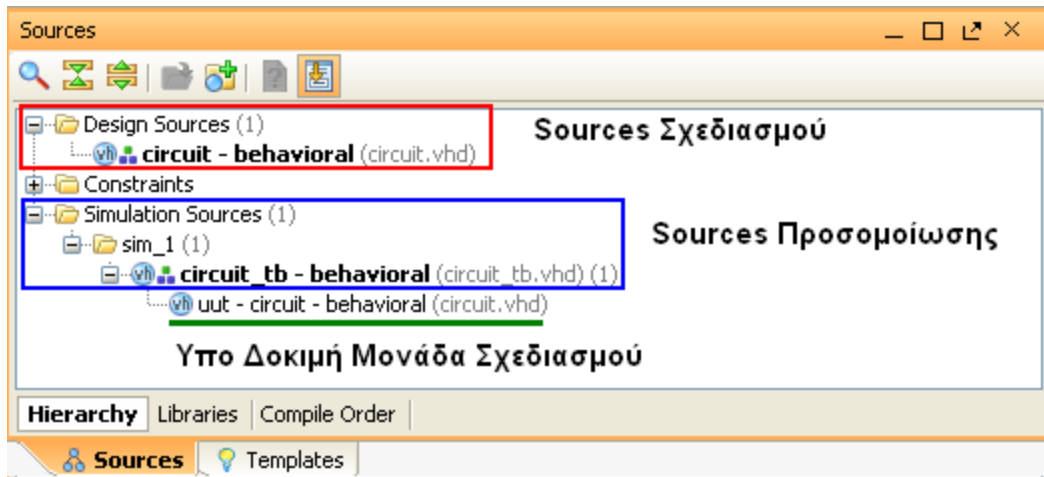 Sources
Design Sources (1)
Sources Σχεδιασμού
circuit - behavioral (circuit.vhd)
Constraints
Simulation Sources (1)
Sources Προσομοίωσης
sim_1 (1)
circuit_tb - behavioral (circuit_tb.vhd) (1)
uut - circuit - behavioral (circuit.vhd)
Υπο Δοκιμή Μονάδα Σχεδιασμού
Hierarchy Libraries Compile Order
Sources Templates